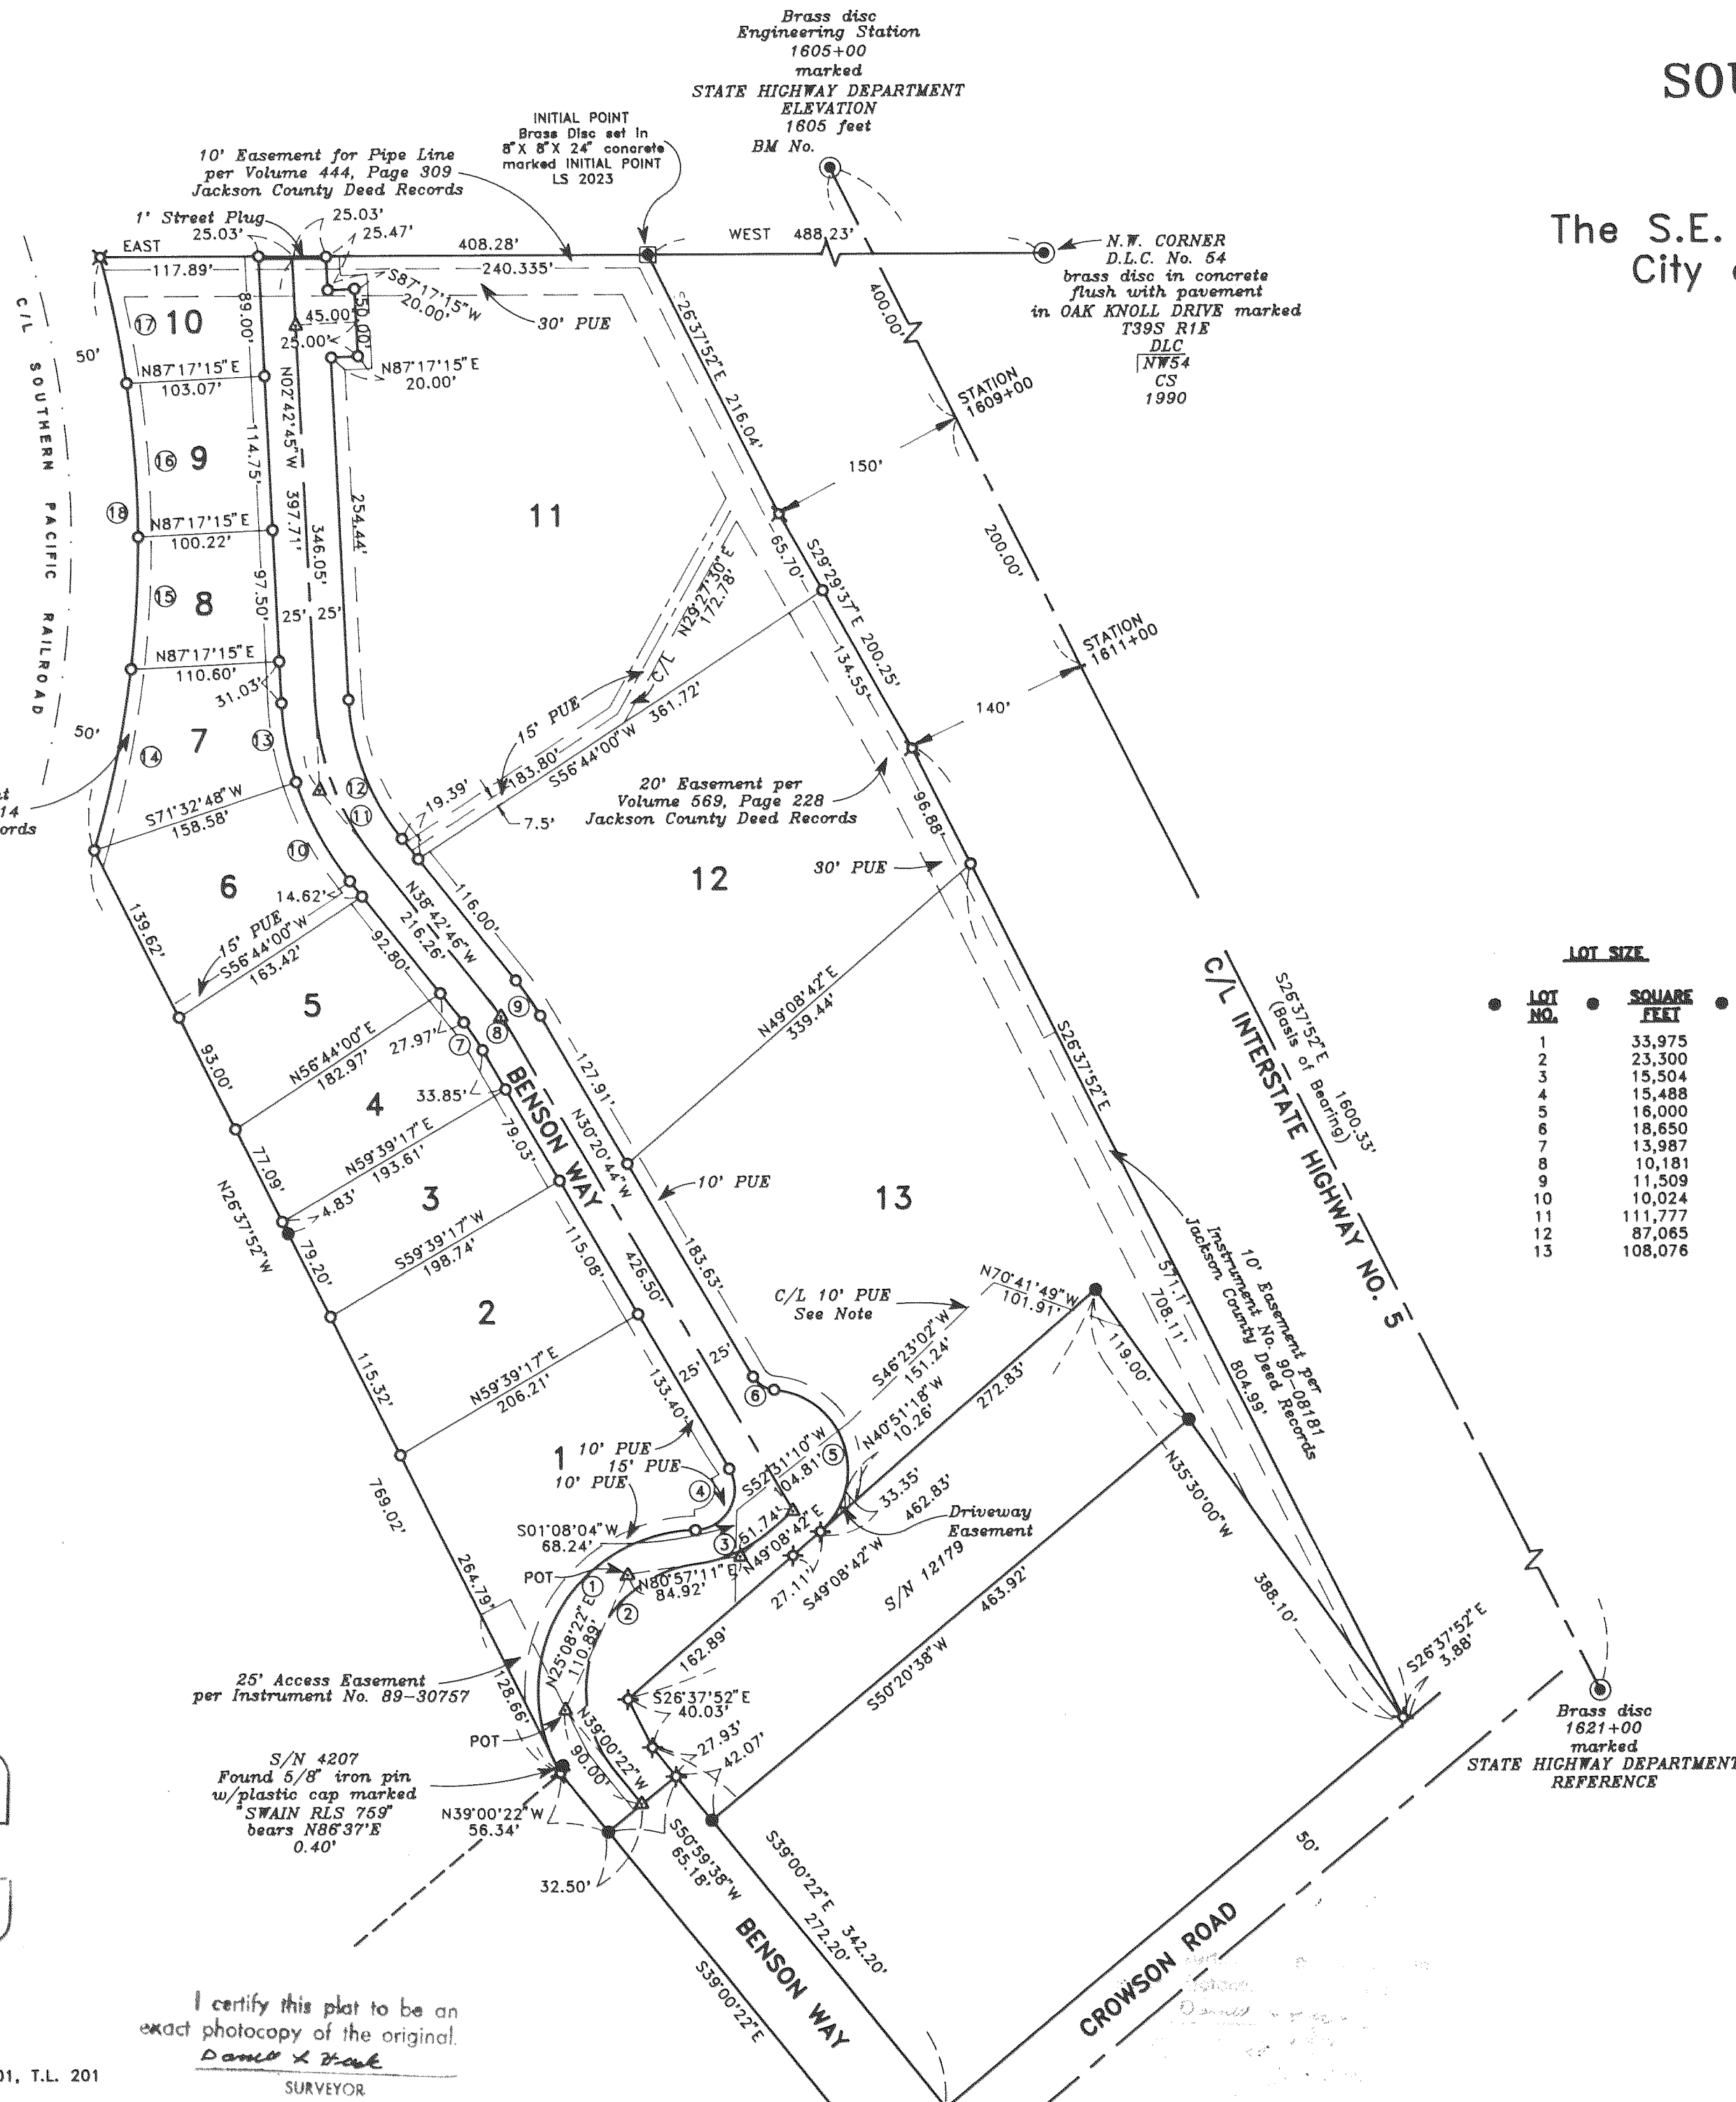 SOU
The S.E.
City
Brass disc
Engineering Station
1605+00
marked
STATE HIGHWAY DEPARTMENT
ELEVATION
1605 feet
BM No.
INITIAL POINT
Brass Disc set in
8"X 8"X 24" concrete
marked INITIAL POINT
LS 2023
10' Easement for Pipe Line
per Volume 444, Page 309
Jackson County Deed Records
1' Street Plug
25.03'
25.03'
25.47'
EAST
408.28'
WEST 488.23'
117.89'
240.335'
N.W. CORNER
D.L.C. No. 54
brass disc in concrete
flush with pavement
in OAK KNOLL DRIVE marked
T39S R1E
DLC
NW54
CS
1990
S87°17'15"W
20.00'
30' PUE
45.00'
50.00'
25.00'
N87°17'15"E
20.00'
89.00'
17
10
50'
N87°17'15"E
103.07'
N02°42'45"W
397.71'
114.75'
16
9
18
N87°17'15"E
100.22'
346.05'
254.44'
97.50'
15
8
25'
25'
N87°17'15"E
110.60'
31.03'
C/L SOUTHERN PACIFIC RAILROAD
50'
14
7
13
14
ords
S71°32'48"W
158.58'
12
11
10
11
S26°37'52"E
216.04'
400.00'
STATION
1609+00
150'
200.00'
65.70'
S29°29'37"E 200.25'
134.55'
STATION
1611+00
140'
N29°27'30"E
172.78'
C/L
15' PUE
361.72'
183.80'
S56°44'00"W
19.39'
7.5'
20' Easement per
Volume 569, Page 228
Jackson County Deed Records
96.88'
30' PUE
12
6
14.62'
139.62'
15' PUE
S56°44'00"W
163.42'
116.00'
N38°42'46"W
216.26'
92.80'
5
9
8
7
N56°44'00"E
182.97'
27.97'
93.00'
33.85'
4
N49°08'42"E
339.44'
127.91'
BENSON WAY
N30°20'44"W
426.50'
S26°37'52"E
C/L INTERSTATE HIGHWAY NO. 5
S26°37'52"E 1600.33'
(Basis of Bearing)
LOT SIZE
LOT NO. SQUARE FEET
1 33,975
2 23,300
3 15,504
4 15,488
5 16,000
6 18,650
7 13,987
8 10,181
9 11,509
10 10,024
11 111,777
12 87,065
13 108,076
77.09'
N59°39'17"E
193.61'
79.03'
4.83'
N26°37'52"W
3
10' PUE
13
79.20'
S59°39'17"W
198.74'
115.08'
183.63'
2
C/L 10' PUE
See Note
N70°41'49"W
101.91'
571.1'
708.11'
804.99'
10' Easement per
Instrument No. 90-08181
Jackson County Deed Records
115.32'
N59°39'17"E
206.21'
25'
25'
133.40'
6
S46°23'02"W
151.24'
272.83'
119.00'
N40°51'18"W
10.26'
5
1
10' PUE
15' PUE
10' PUE
4
S52°31'10"W
104.81'
33.35'
462.83'
Driveway
Easement
N35°30'00"W
388.10'
769.02'
264.79'
S01°08'04"W
68.24'
3
51.74'
N49°08'42"E
27.11'
S49°08'42"W
S/N 12179
463.92'
POT
1
N80°57'11"E
84.92'
2
N25°08'22"E
110.89'
162.89'
S50°20'38"W
S26°37'52"E
3.88'
25' Access Easement
per Instrument No. 89-30757
128.66'
S26°37'52"E
40.03'
POT
N39°00'22"W
90.00'
27.93'
42.07'
S/N 4207
Found 5/8" iron pin
w/plastic cap marked
"SWAIN RLS 759"
bears N86°37'E
0.40'
N39°00'22"W
56.34'
32.50'
S50°59'38"W
65.18'
S39°00'22"E 342.20'
272.20'
50'
Brass disc
1621+00
marked
STATE HIGHWAY DEPARTMENT
REFERENCE
BENSON WAY
S39°00'22"E
CROWSON ROAD
I certify this plat to be an
exact photocopy of the original.
SURVEYOR
01, T.L. 201